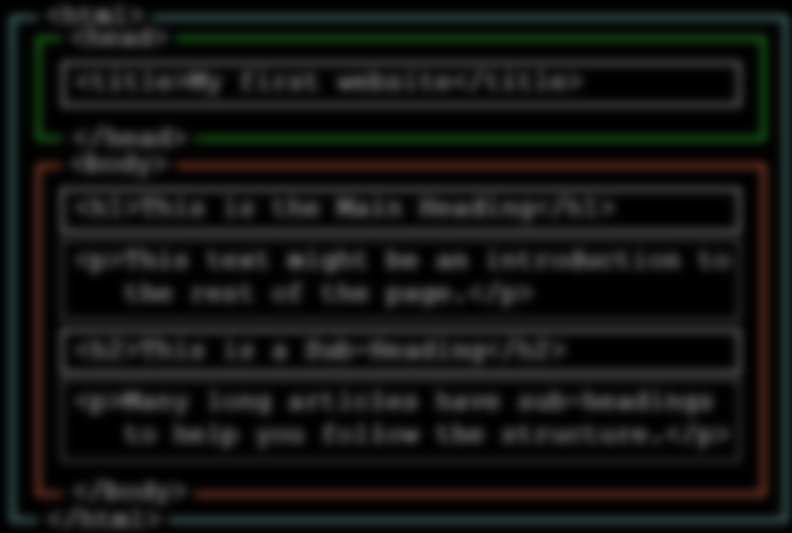 <html>
<head>
<title>My first website</title>
</head>
<body>
<h1>This is the Main Heading</h1>
<p>This text might be an introduction to
the rest of the page.</p>
<h2>This is a Sub-Heading</h2>
<p>Many long articles have sub-headings
to help you follow the structure.</p>
</body>
</html>